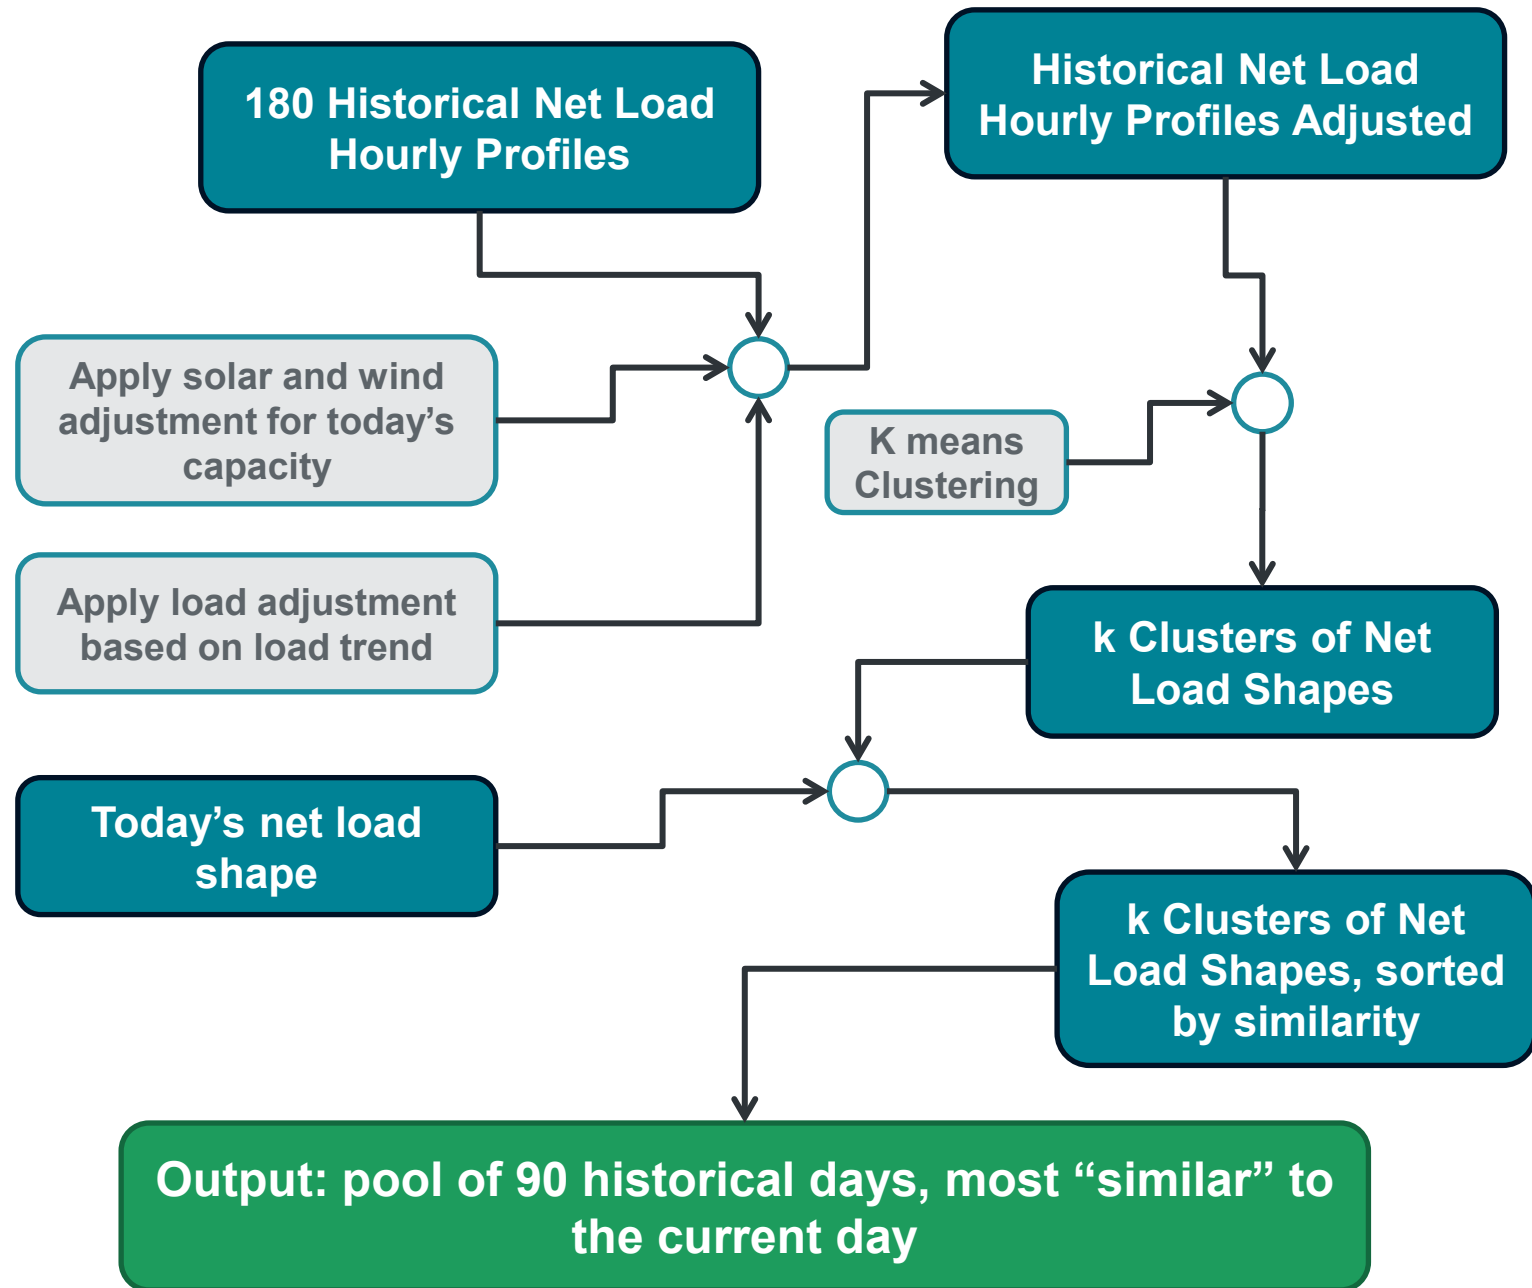 180 Historical Net Load
Hourly Profiles
Historical Net Load
Hourly Profiles Adjusted
Apply solar and wind
adjustment for today’s
capacity
K means
Clustering
Apply load adjustment
based on load trend
k Clusters of Net
Load Shapes
Today’s net load
shape
k Clusters of Net
Load Shapes, sorted
by similarity
Output: pool of 90 historical days, most “similar” to
the current day